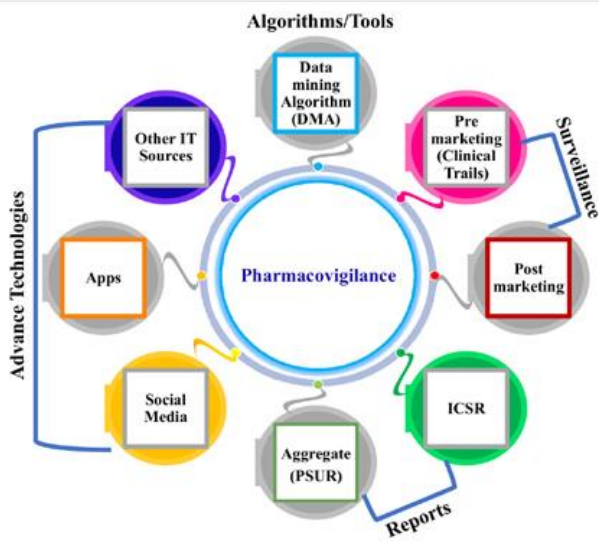 Algorithms/Tools
Data
mining
Algorithm
(DMA)
Pre
marketing
(Clinical
Trails)
Surveillance
Post
marketing
ICSR
Reports
Aggregate
(PSUR)
Social
Media
Apps
Other IT
Sources
Advance Technologies
Pharmacovigilance